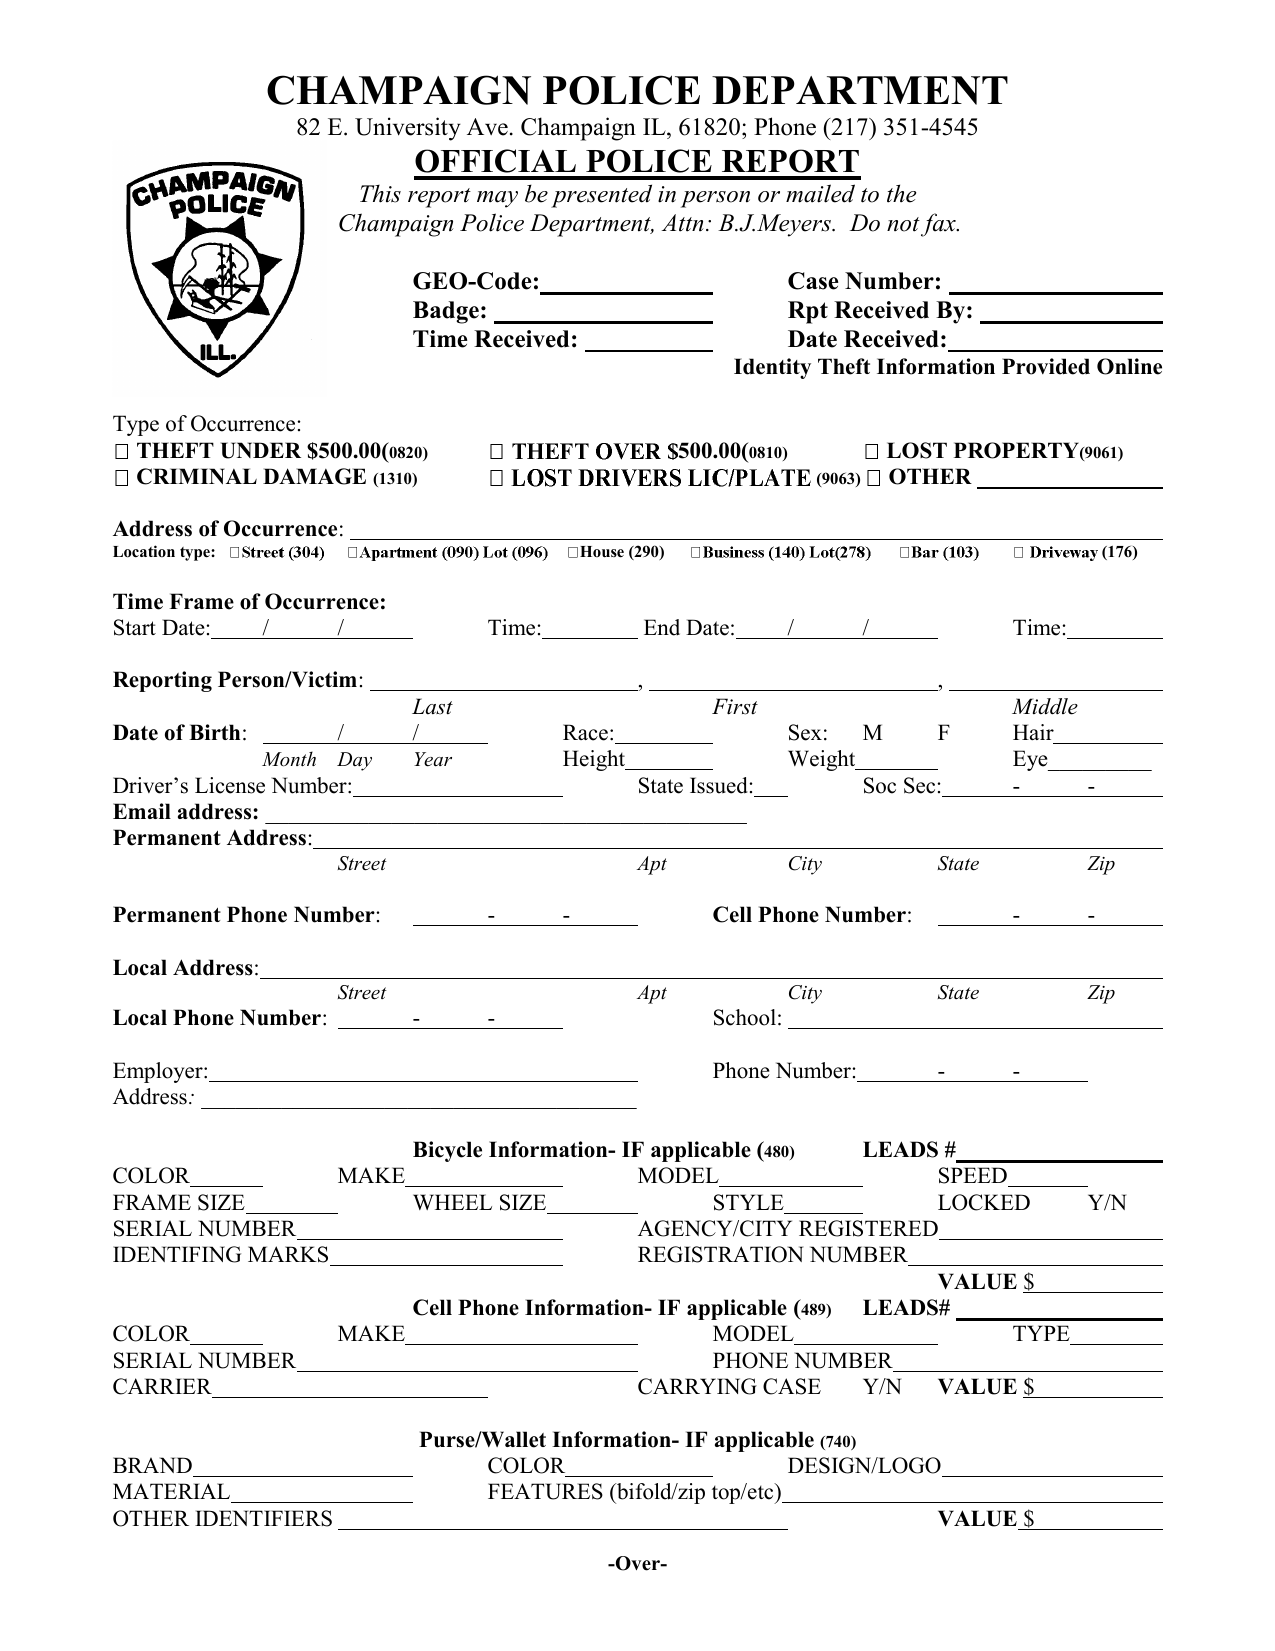 CHAMPAIGN POLICE DEPARTMENT
82 E. University Ave. Champaign IL, 61820; Phone (217) 351-4545
OFFICIAL POLICE REPORT
This report may be presented in person or mailed to the
Champaign Police Department, Attn: B.J.Meyers. Do not fax.
CHAMPAIGN
POLICE
ILL.
GEO-Code: Case Number:
Badge: Rpt Received By:
Time Received: Date Received:
Identity Theft Information Provided Online
Type of Occurrence:
☐ THEFT UNDER $500.00(0820) ☐ THEFT OVER $500.00(0810) ☐ LOST PROPERTY(9061)
☐ CRIMINAL DAMAGE (1310) ☐ LOST DRIVERS LIC/PLATE (9063) ☐ OTHER
Address of Occurrence:
Location type: ☐Street (304) ☐Apartment (090) Lot (096) ☐House (290) ☐Business (140) Lot(278) ☐Bar (103) ☐ Driveway (176)
Time Frame of Occurrence:
Start Date: / / Time: End Date: / / Time:
Reporting Person/Victim: , ,
Last First Middle
Date of Birth: / / Race: Sex: M F Hair
Month Day Year Height Weight Eye
Driver’s License Number: State Issued: Soc Sec: - -
Email address:
Permanent Address:
Street Apt City State Zip
Permanent Phone Number: - - Cell Phone Number: - -
Local Address:
Street Apt City State Zip
Local Phone Number: - - School:
Employer: Phone Number: - -
Address:
Bicycle Information- IF applicable (480) LEADS #
COLOR MAKE MODEL SPEED
FRAME SIZE WHEEL SIZE STYLE LOCKED Y/N
SERIAL NUMBER AGENCY/CITY REGISTERED
IDENTIFING MARKS REGISTRATION NUMBER
VALUE $
Cell Phone Information- IF applicable (489) LEADS#
COLOR MAKE MODEL TYPE
SERIAL NUMBER PHONE NUMBER
CARRIER CARRYING CASE Y/N VALUE $
Purse/Wallet Information- IF applicable (740)
BRAND COLOR DESIGN/LOGO
MATERIAL FEATURES (bifold/zip top/etc)
OTHER IDENTIFIERS VALUE $
-Over-